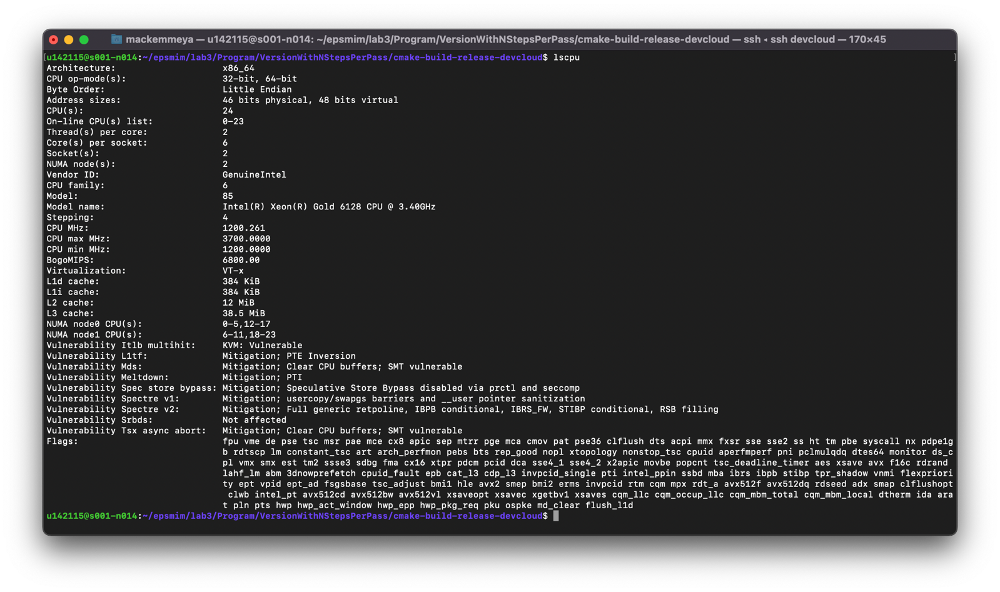 mackemmeya — u142115@s001-n014: ~/epsmim/lab3/Program/VersionWithNStepsPerPass/cmake-build-release-devcloud — ssh ◂ ssh devcloud — 170×45
[u142115@s001-n014:~/epsmim/lab3/Program/VersionWithNStepsPerPass/cmake-build-release-devcloud$ lscpu ]
Architecture: x86_64
CPU op-mode(s): 32-bit, 64-bit
Byte Order: Little Endian
Address sizes: 46 bits physical, 48 bits virtual
CPU(s): 24
On-line CPU(s) list: 0-23
Thread(s) per core: 2
Core(s) per socket: 6
Socket(s): 2
NUMA node(s): 2
Vendor ID: GenuineIntel
CPU family: 6
Model: 85
Model name: Intel(R) Xeon(R) Gold 6128 CPU @ 3.40GHz
Stepping: 4
CPU MHz: 1200.261
CPU max MHz: 3700.0000
CPU min MHz: 1200.0000
BogoMIPS: 6800.00
Virtualization: VT-x
L1d cache: 384 KiB
L1i cache: 384 KiB
L2 cache: 12 MiB
L3 cache: 38.5 MiB
NUMA node0 CPU(s): 0-5,12-17
NUMA node1 CPU(s): 6-11,18-23
Vulnerability Itlb multihit: KVM: Vulnerable
Vulnerability L1tf: Mitigation; PTE Inversion
Vulnerability Mds: Mitigation; Clear CPU buffers; SMT vulnerable
Vulnerability Meltdown: Mitigation; PTI
Vulnerability Spec store bypass: Mitigation; Speculative Store Bypass disabled via prctl and seccomp
Vulnerability Spectre v1: Mitigation; usercopy/swapgs barriers and __user pointer sanitization
Vulnerability Spectre v2: Mitigation; Full generic retpoline, IBPB conditional, IBRS_FW, STIBP conditional, RSB filling
Vulnerability Srbds: Not affected
Vulnerability Tsx async abort: Mitigation; Clear CPU buffers; SMT vulnerable
Flags: fpu vme de pse tsc msr pae mce cx8 apic sep mtrr pge mca cmov pat pse36 clflush dts acpi mmx fxsr sse sse2 ss ht tm pbe syscall nx pdpe1g
b rdtscp lm constant_tsc art arch_perfmon pebs bts rep_good nopl xtopology nonstop_tsc cpuid aperfmperf pni pclmulqdq dtes64 monitor ds_c
pl vmx smx est tm2 ssse3 sdbg fma cx16 xtpr pdcm pcid dca sse4_1 sse4_2 x2apic movbe popcnt tsc_deadline_timer aes xsave avx f16c rdrand
lahf_lm abm 3dnowprefetch cpuid_fault epb cat_l3 cdp_l3 invpcid_single pti intel_ppin ssbd mba ibrs ibpb stibp tpr_shadow vnmi flexpriori
ty ept vpid ept_ad fsgsbase tsc_adjust bmi1 hle avx2 smep bmi2 erms invpcid rtm cqm mpx rdt_a avx512f avx512dq rdseed adx smap clflushopt
clwb intel_pt avx512cd avx512bw avx512vl xsaveopt xsavec xgetbv1 xsaves cqm_llc cqm_occup_llc cqm_mbm_total cqm_mbm_local dtherm ida ara
t pln pts hwp hwp_act_window hwp_epp hwp_pkg_req pku ospke md_clear flush_l1d
u142115@s001-n014:~/epsmim/lab3/Program/VersionWithNStepsPerPass/cmake-build-release-devcloud$